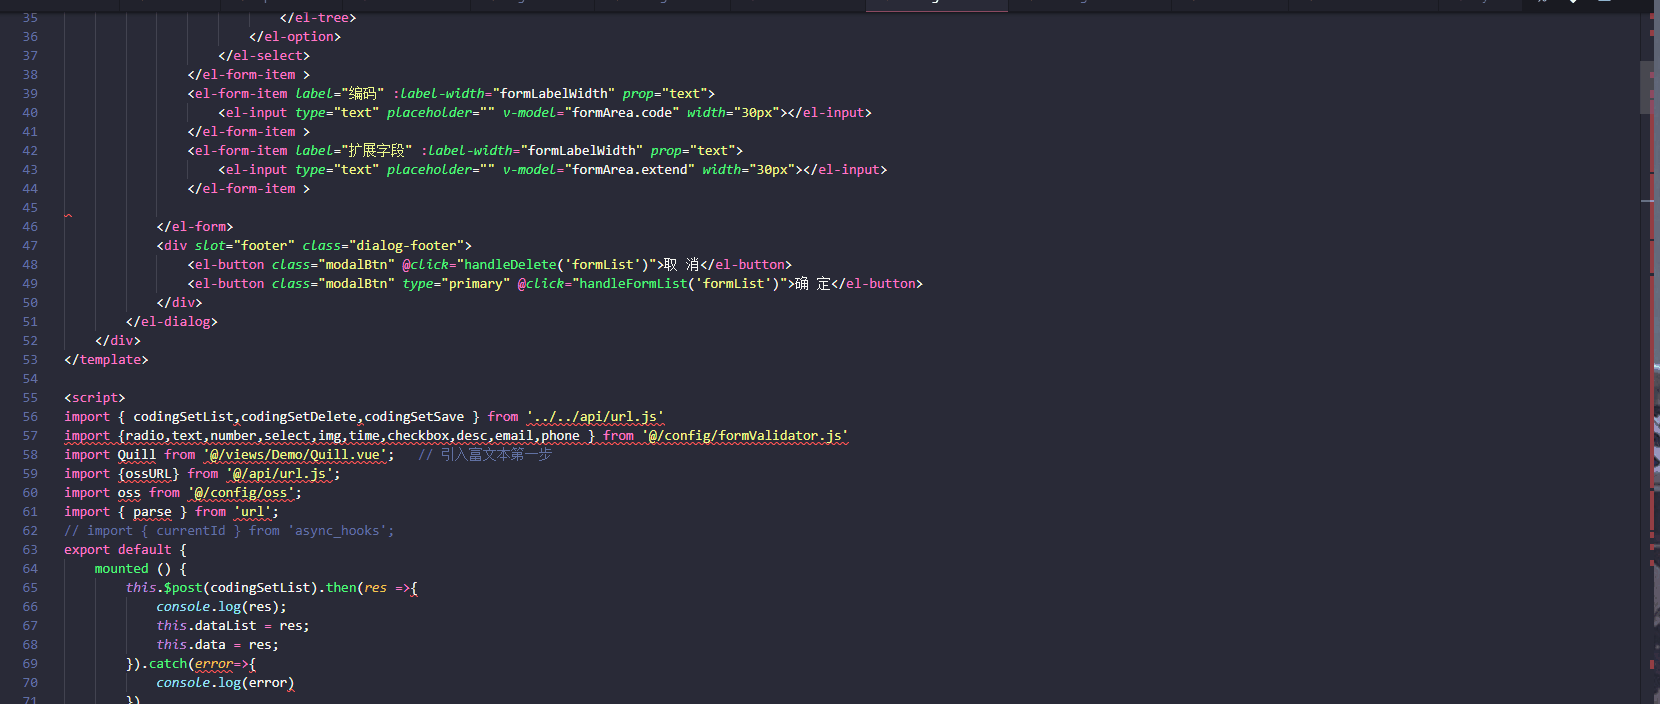 35 </el-tree>
36 </el-option>
37 </el-select>
38 </el-form-item >
39 <el-form-item label="编码" :label-width="formLabelWidth" prop="text">
40 <el-input type="text" placeholder="" v-model="formArea.code" width="30px"></el-input>
41 </el-form-item >
42 <el-form-item label="扩展字段" :label-width="formLabelWidth" prop="text">
43 <el-input type="text" placeholder="" v-model="formArea.extend" width="30px"></el-input>
44 </el-form-item >
45
46 </el-form>
47 <div slot="footer" class="dialog-footer">
48 <el-button class="modalBtn" @click="handleDelete('formList')">取 消</el-button>
49 <el-button class="modalBtn" type="primary" @click="handleFormList('formList')">确 定</el-button>
50 </div>
51 </el-dialog>
52 </div>
53 </template>
54
55 <script>
56 import { codingSetList,codingSetDelete,codingSetSave } from '../../api/url.js'
57 import {radio,text,number,select,img,time,checkbox,desc,email,phone } from '@/config/formValidator.js'
58 import Quill from '@/views/Demo/Quill.vue'; // 引入富文本第一步
59 import {ossURL} from '@/api/url.js';
60 import oss from '@/config/oss';
61 import { parse } from 'url';
62 // import { currentId } from 'async_hooks';
63 export default {
64 mounted () {
65 this.$post(codingSetList).then(res =>{
66 console.log(res);
67 this.dataList = res;
68 this.data = res;
69 }).catch(error=>{
70 console.log(error)
71 })